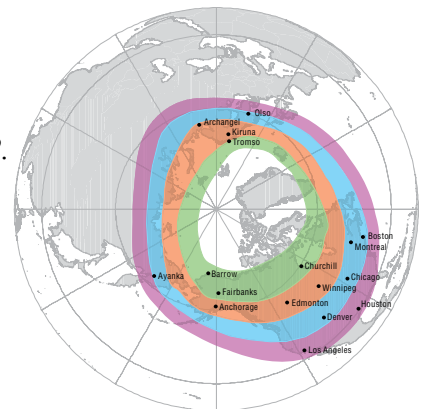 Olso
Archangel
Kiruna
Tromso
Boston
Montreal
Churchill
Barrow
Ayanka
Chicago
Winnipeg
Fairbanks
Houston
Edmonton
Anchorage
Denver
Los Angeles